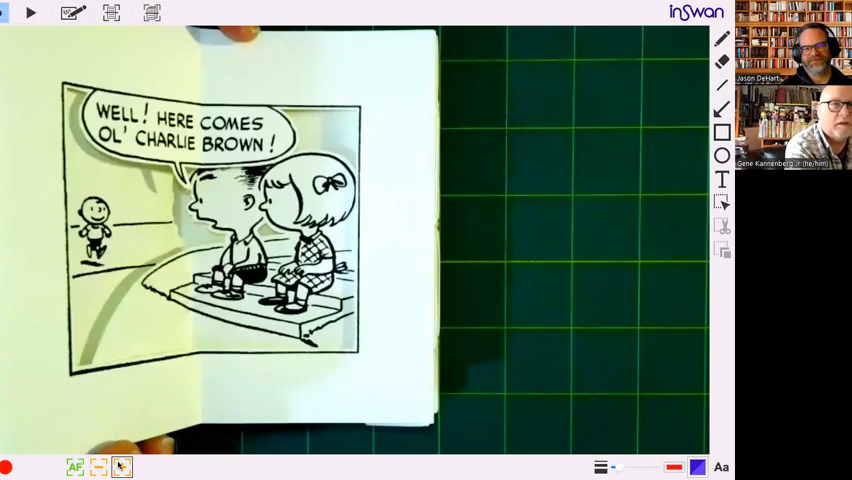 inSwan
WELL! HERE COMES
OL' CHARLIE BROWN!
Jason DeHart
Gene Kannenberg Jr (he/him)
T
AF
Aa